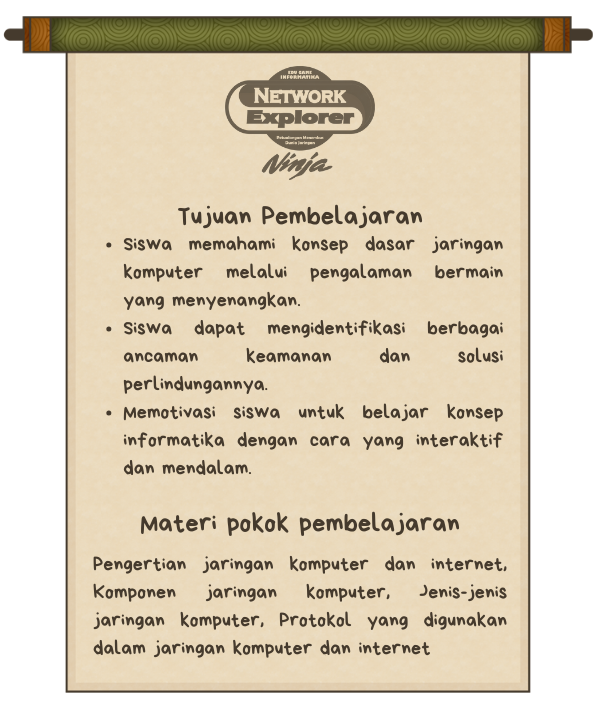 EDU GAME
INFORMATIKA
NETWORK
Explorer
Petualangan Menembus
Dunia Jaringan
Ninja
Tujuan Pembelajaran
• Siswa memahami konsep dasar jaringan
komputer melalui pengalaman bermain
yang menyenangkan.
• Siswa dapat mengidentifikasi berbagai
ancaman keamanan dan solusi
perlindungannya.
• Memotivasi siswa untuk belajar konsep
informatika dengan cara yang interaktif
dan mendalam.
Materi pokok pembelajaran
Pengertian jaringan komputer dan internet,
Komponen jaringan komputer, Jenis-jenis
jaringan komputer, Protokol yang digunakan
dalam jaringan komputer dan internet